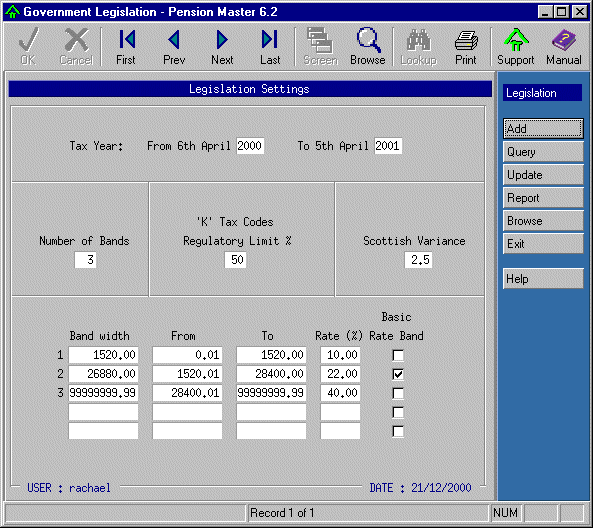 Government Legislation - Pension Master 6.2
OK Cancel First Prev Next Last Screen Browse Lookup Print Support Manual
Legislation Settings
Legislation
Tax Year: From 6th April 2000 To 5th April 2001
Add
Query
Update
Report
Browse
Exit
Help
'K' Tax Codes
Number of Bands Regulatory Limit % Scottish Variance
3 50 2.5
Basic
Band width From To Rate (%) Rate Band
1 1520.00 0.01 1520.00 10.00
2 26880.00 1520.01 28400.00 22.00
3 99999999.99 28400.01 99999999.99 40.00
USER : rachael DATE : 21/12/2000
Record 1 of 1 NUM